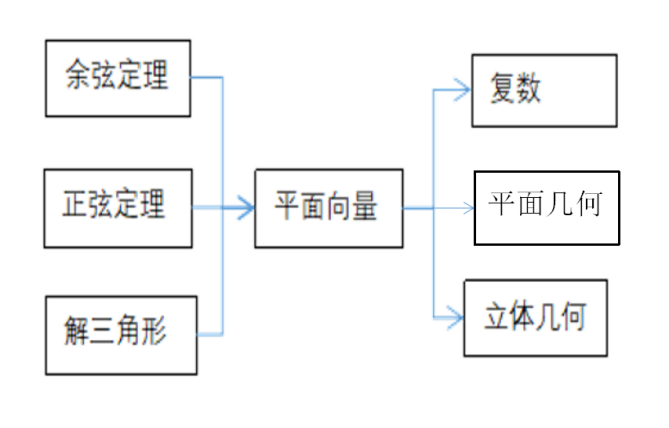 余弦定理
正弦定理
解三角形
平面向量
复数
平面几何
立体几何